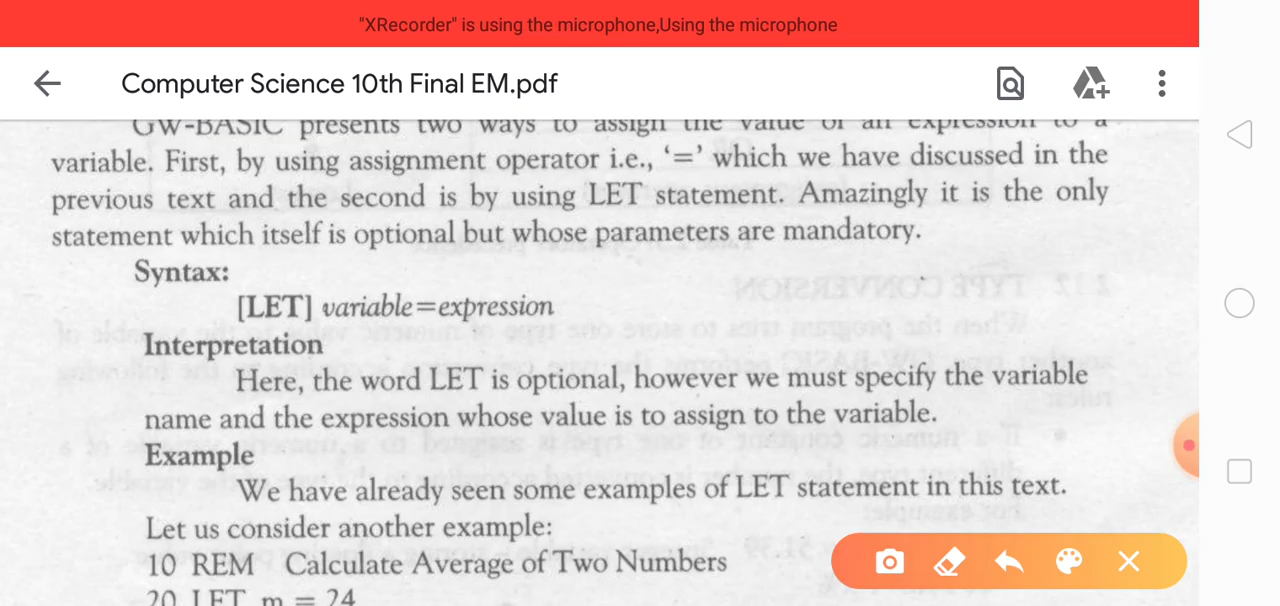 "XRecorder" is using the microphone,Using the microphone
Computer Science 10th Final EM.pdf
GW-BASIC presents two ways to assign the value of an expression to a
variable. First, by using assignment operator i.e., ‘=’ which we have discussed in the
previous text and the second is by using LET statement. Amazingly it is the only
statement which itself is optional but whose parameters are mandatory.
Syntax:
[LET] variable=expression
Interpretation
Here, the word LET is optional, however we must specify the variable
name and the expression whose value is to assign to the variable.
Example
We have already seen some examples of LET statement in this text.
Let us consider another example:
10 REM Calculate Average of Two Numbers
20 LET m = 24